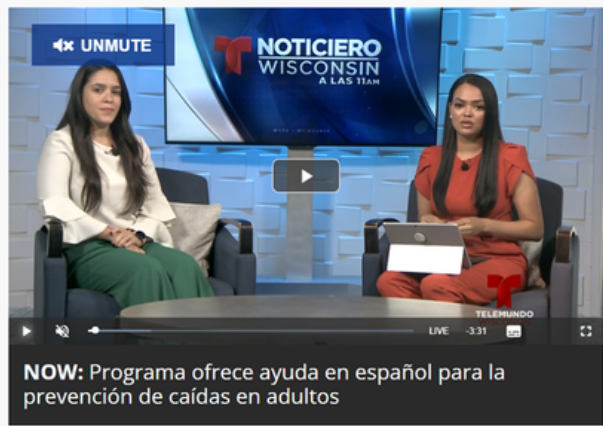 UNMUTE
NOTICIERO
WISCONSIN
A LAS 11AM
TELEMUNDO
LIVE -3:31
NOW: Programa ofrece ayuda en español para la
prevención de caídas en adultos